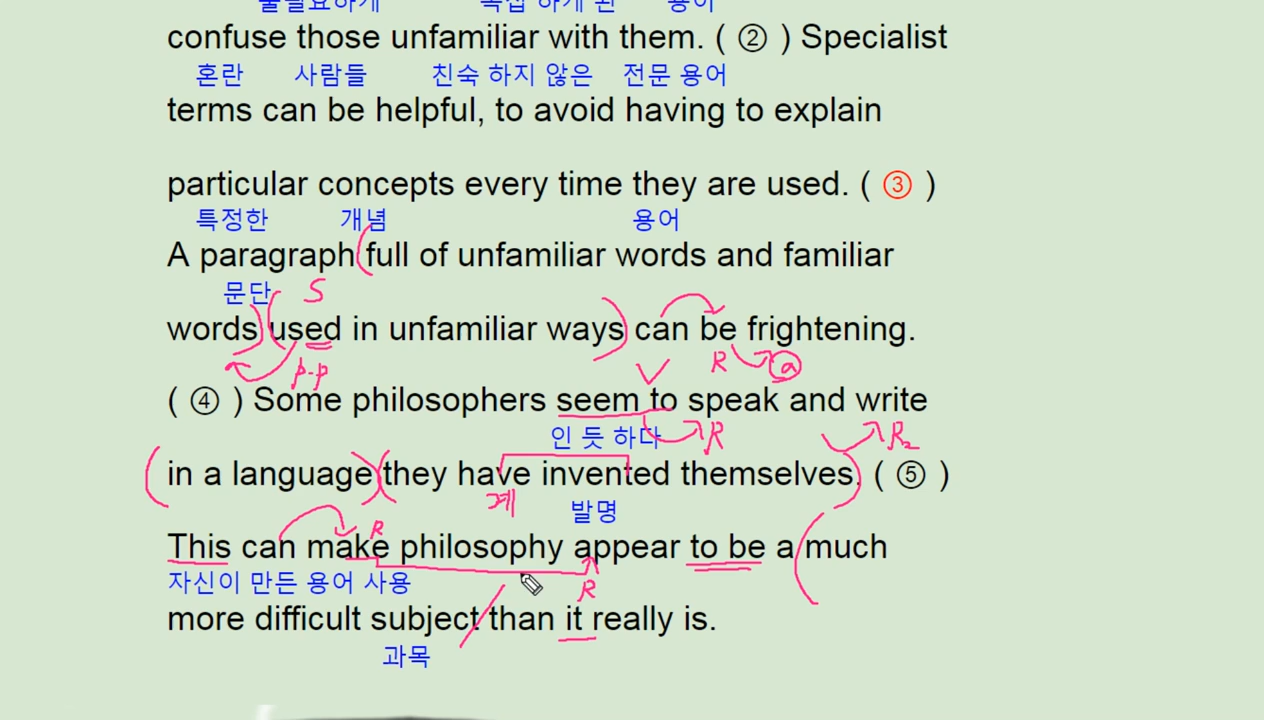 confuse those unfamiliar with them. ( ② ) Specialist
혼란 사람들 친숙 하지 않은 전문 용어
terms can be helpful, to avoid having to explain
particular concepts every time they are used. ( ③ )
특정한 개념 용어
A paragraph (full of unfamiliar words and familiar
문단 S
words) (used in unfamiliar ways) can be frightening.
p.p R a
( ④ ) Some philosophers seem to speak and write
인 듯 하다 R R2
(in a language) (they have invented themselves). ( ⑤ )
계 발명
R
This can make philosophy appear to be a (much
자신이 만든 용어 사용 R
more difficult subject / than it really is.
과목